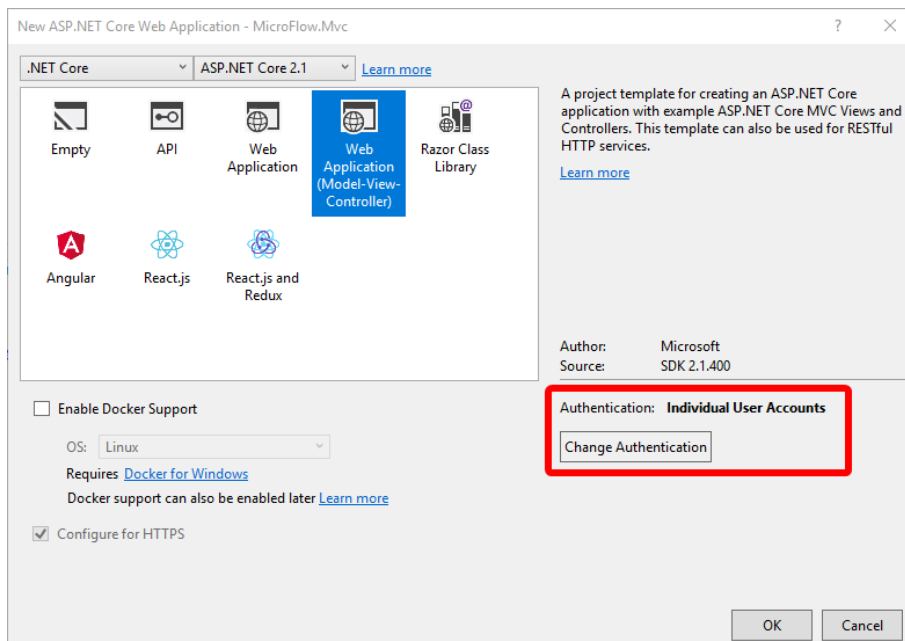 New ASP.NET Core Web Application - MicroFlow.Mvc
.NET Core
ASP.NET Core 2.1
Learn more
Empty
API
Web
Application
Web
Application
(Model-View-
Controller)
Razor Class
Library
Angular
React.js
React.js and
Redux
A project template for creating an ASP.NET Core
application with example ASP.NET Core MVC Views and
Controllers. This template can also be used for RESTful
HTTP services.
Learn more
Author: Microsoft
Source: SDK 2.1.400
Authentication: Individual User Accounts
Change Authentication
Enable Docker Support
OS: Linux
Requires Docker for Windows
Docker support can also be enabled later Learn more
Configure for HTTPS
OK
Cancel